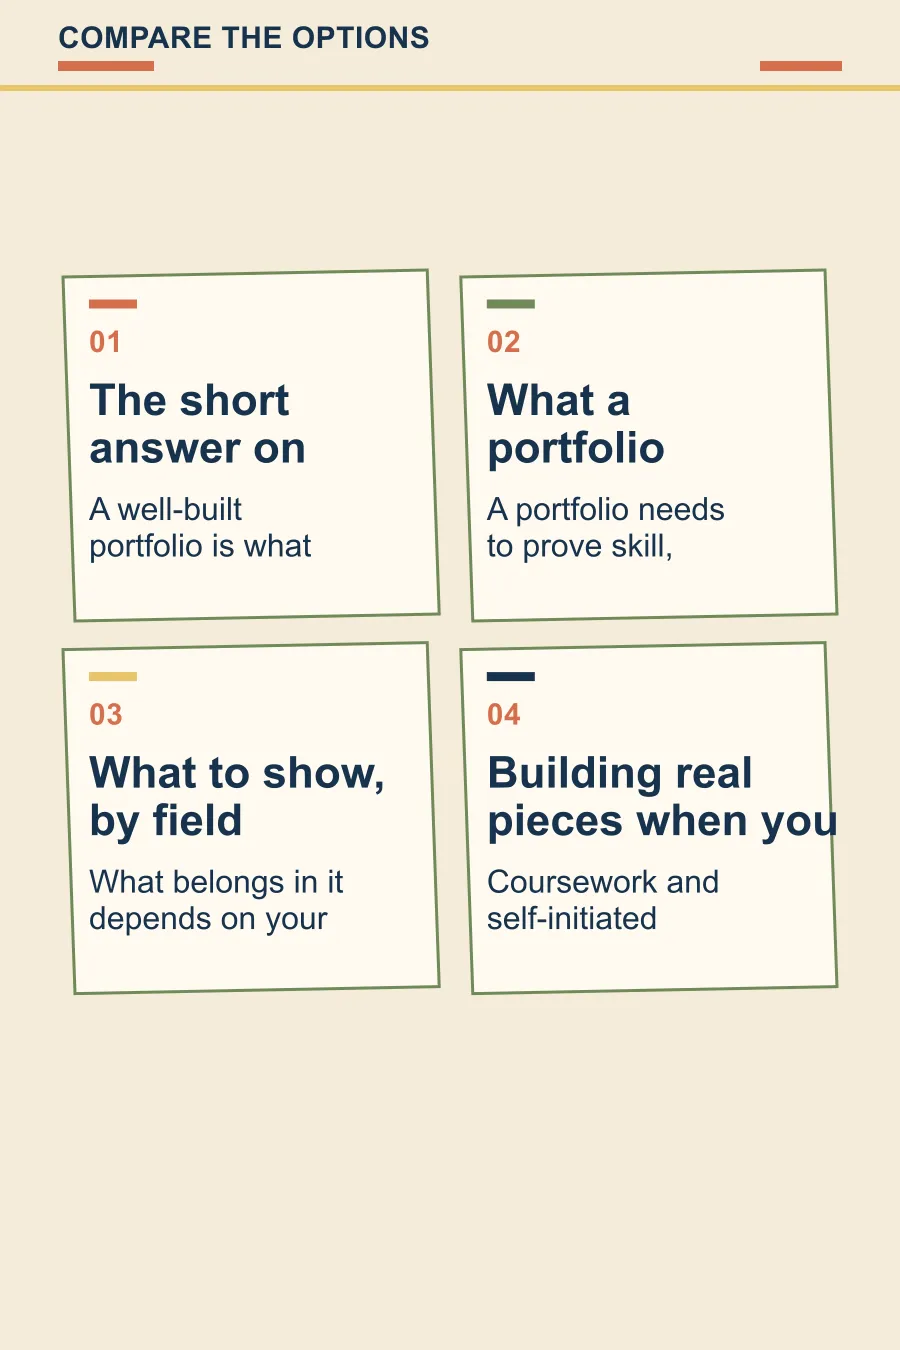 COMPARE THE OPTIONS
01
The short
answer on
A well-built
portfolio is what
02
What a
portfolio
A portfolio needs
to prove skill,
03
What to show,
by field
What belongs in it
depends on your
04
Building real
pieces when you
Coursework and
self-initiated